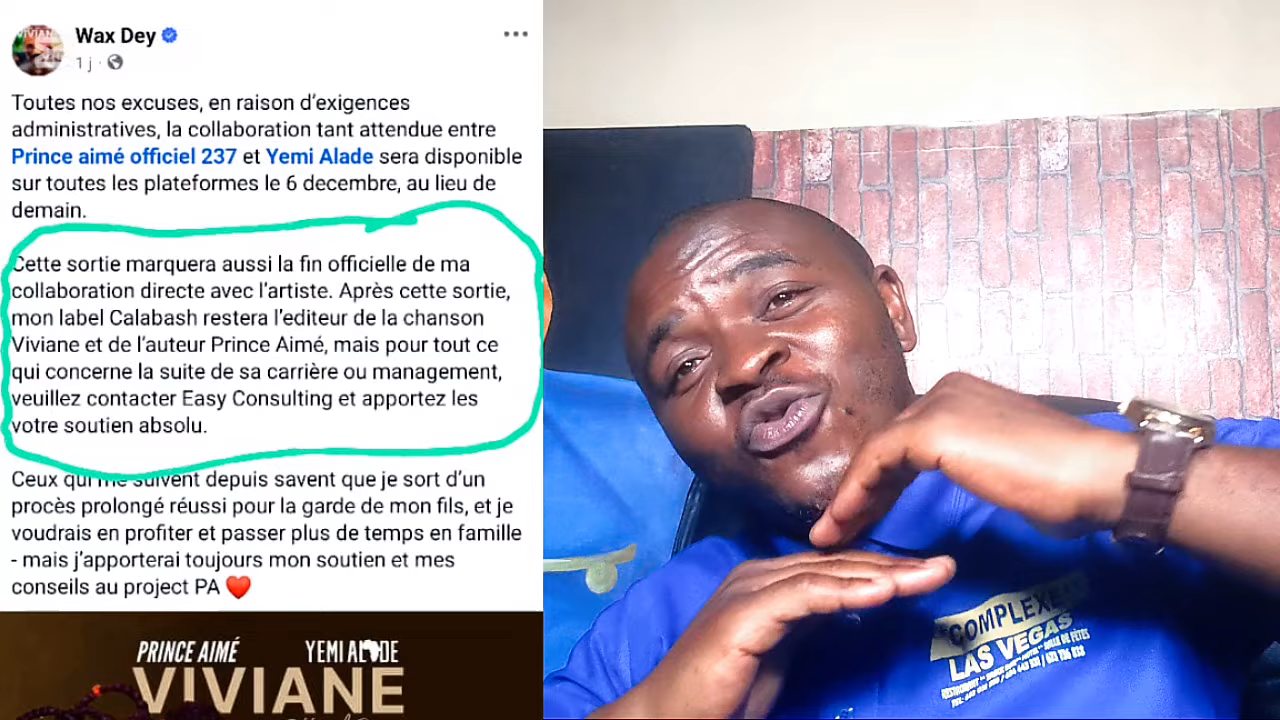 Wax Dey
1 j
Toutes nos excuses, en raison d'exigences
administratives, la collaboration tant attendue entre
Prince aimé officiel 237 et Yemi Alade sera disponible
sur toutes les plateformes le 6 decembre, au lieu de
demain.
Cette sortie marquera aussi la fin officielle de ma
collaboration directe avec l'artiste. Après cette sortie,
mon label Calabash restera l'editeur de la chanson
Viviane et de l'auteur Prince Aimé, mais pour tout ce
qui concerne la suite de sa carrière ou management,
veuillez contacter Easy Consulting et apportez les
votre soutien absolu.
Ceux qui me suivent depuis savent que je sort d'un
procès prolongé réussi pour la garde de mon fils, et je
voudrais en profiter et passer plus de temps en famille
- mais j'apporterai toujours mon soutien et mes
conseils au project PA ❤️
PRINCE AIMÉ YEMI ALADE
VIVIANE
COMPLEXE
LAS VEGAS